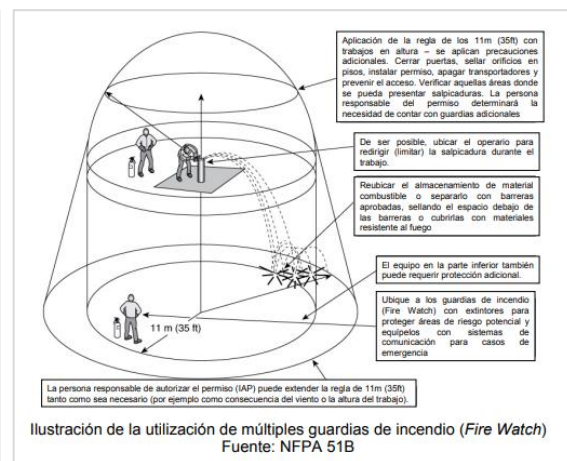 Aplicación de la regla de los 11m (35ft) con
trabajos en altura – se aplican precauciones
adicionales. Cerrar puertas, sellar orificios en
pisos, instalar permiso, apagar transportadores y
prevenir el acceso. Verificar aquellas áreas donde
se pueda presentar salpicaduras. La persona
responsable del permiso determinará la
necesidad de contar con guardias adicionales
De ser posible, ubicar el operario para
redirigir (limitar) la salpicadura durante el
trabajo.
Reubicar el almacenamiento de material
combustible o separarlo con barreras
aprobadas, sellando el espacio debajo de
las barreras o cubrirlas con materiales
resistente al fuego
El equipo en la parte inferior también
puede requerir protección adicional.
Ubique a los guardias de incendio
(Fire Watch) con extintores para
proteger áreas de riesgo potencial y
equípelos con sistemas de
comunicación para casos de
emergencia
11 m (35 ft)
La persona responsable de autorizar el permiso (IAP) puede extender la regla de 11m (35ft)
tanto como sea necesario (por ejemplo como consecuencia del viento o la altura del trabajo).
Ilustración de la utilización de múltiples guardias de incendio (Fire Watch)
Fuente: NFPA 51B